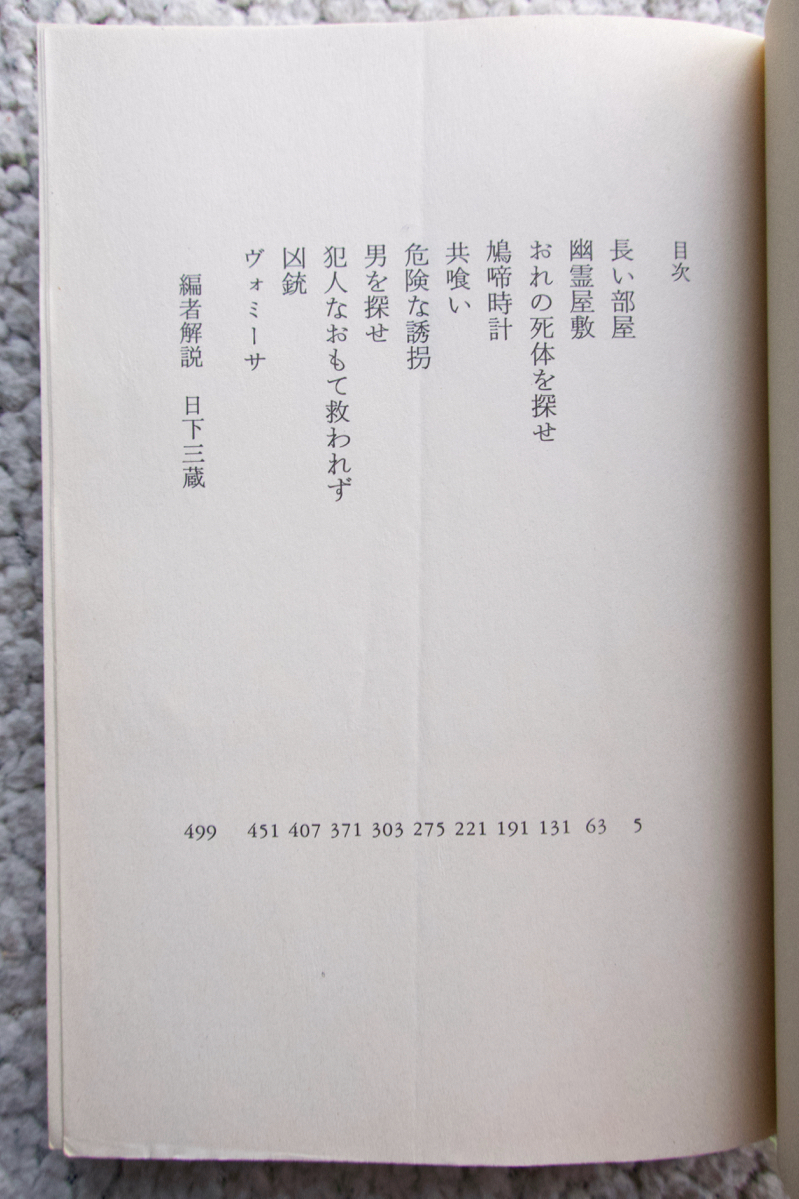 目次
長い部屋 5
幽霊屋敷 63
おれの死体を探せ 131
鳩啼時計 191
共喰い 221
危険な誘拐 275
男を探せ 303
犯人なおもて救われず 371
凶銃 407
ヴォミーサ 451
編者解説 日下三蔵 499